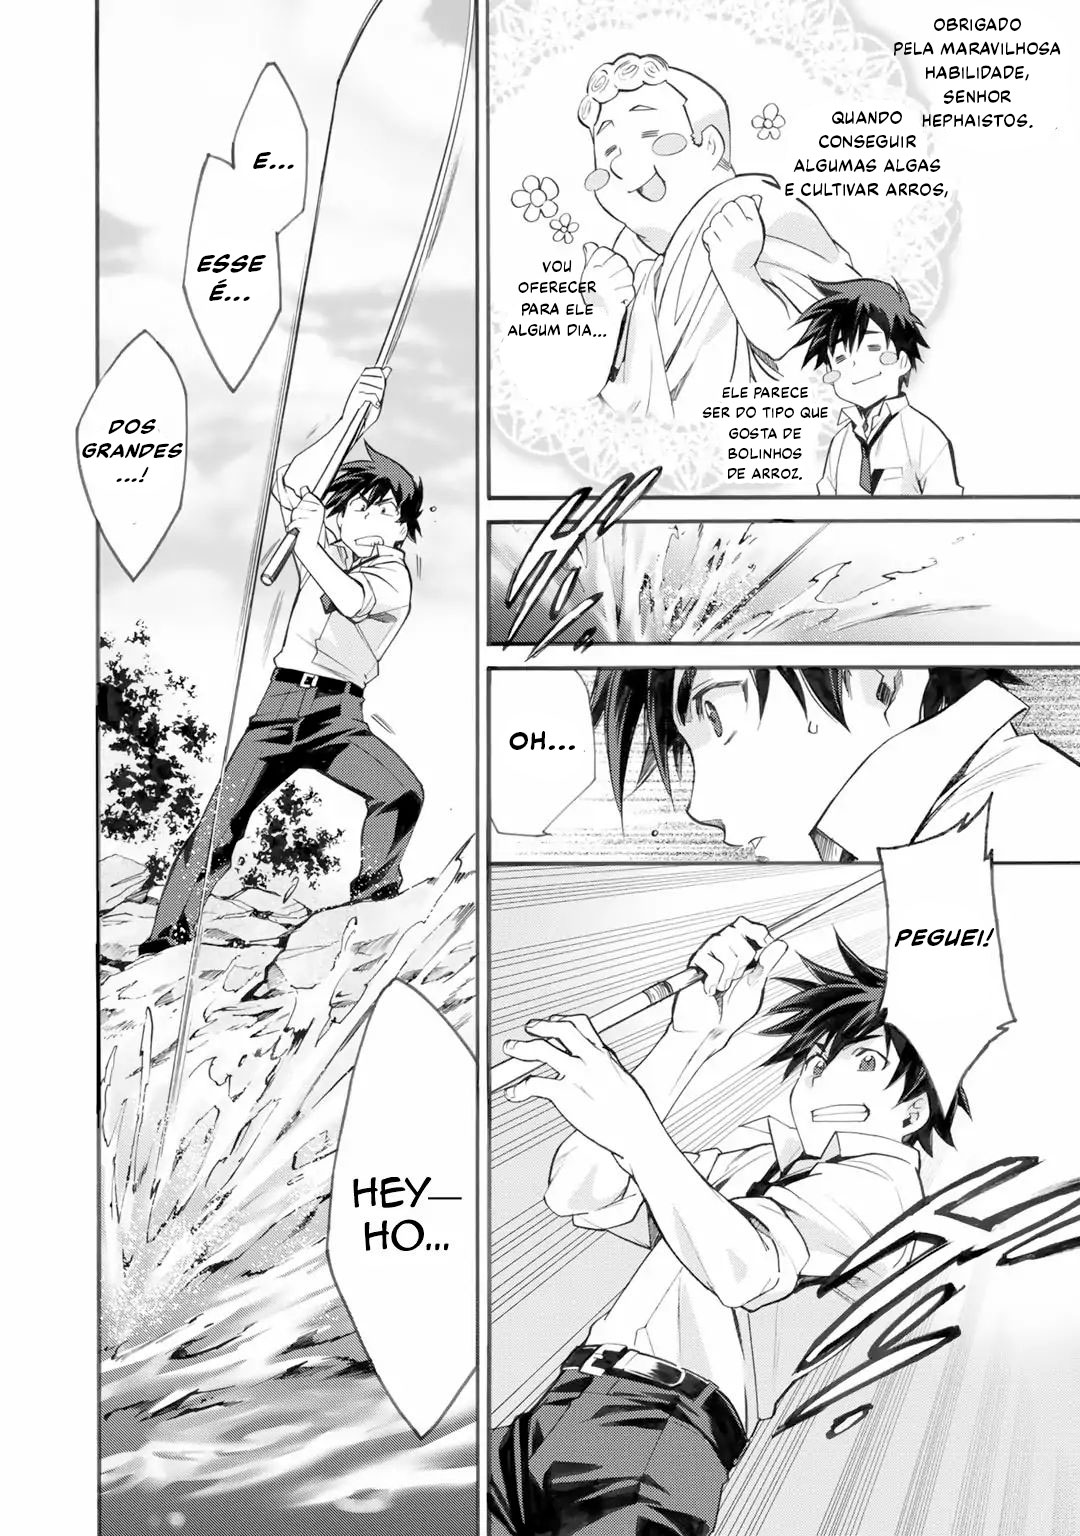 OBRIGADO
PELA MARAVILHOSA
HABILIDADE,
SENHOR
HEPHAISTOS.
QUANDO
CONSEGUIR
ALGUMAS ALGAS
E CULTIVAR ARROS,
VOU
OFERECER
PARA ELE
ALGUM DIA...
ELE PARECE
SER DO TIPO QUE
GOSTA DE
BOLINHOS
DE ARROZ.
OH...
PEGUEI!
E...
ESSE
É...
DOS
GRANDES
...!
HEY—
HO...